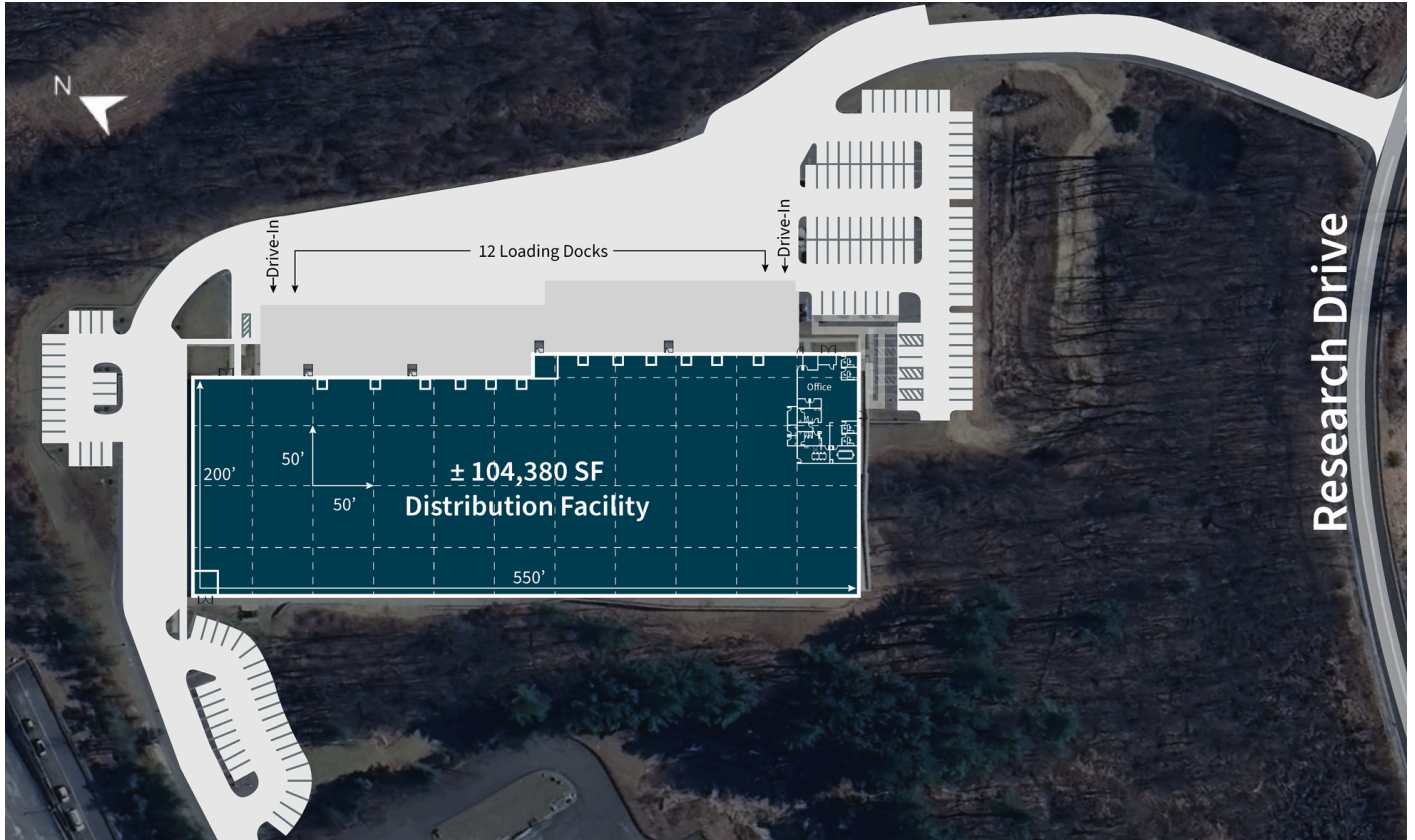 N
Drive-In
12 Loading Docks
Drive-In
Office
200’
50’
50’
± 104,380 SF
Distribution Facility
550’
Research Drive